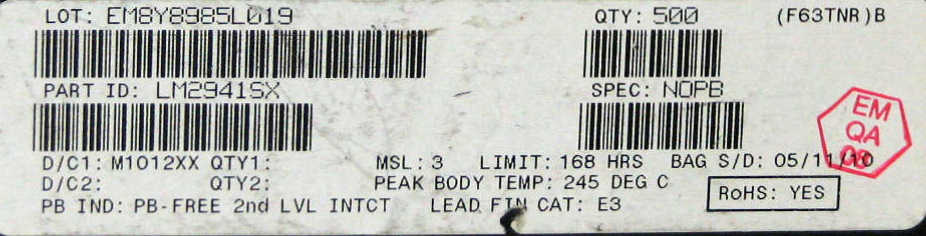 LOT: EM8Y8985L019 QTY: 500 (F63TNR)B
PART ID: LM2941SX SPEC: NOPB
EM
QA
D/C1: M1012XX QTY1: MSL: 3 LIMIT: 168 HRS BAG S/D: 05/11/10
D/C2: QTY2: PEAK BODY TEMP: 245 DEG C
RoHS: YES
PB IND: PB-FREE 2nd LVL INTCT LEAD FIN CAT: E3